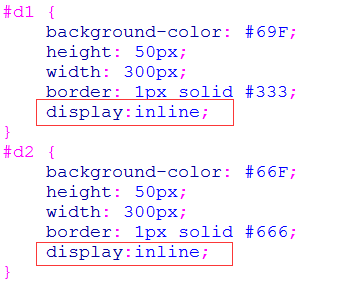 #d1 {
    background-color: #69F;
    height: 50px;
    width: 300px;
    border: 1px solid #333;
    display:inline;
}
#d2 {
    background-color: #66F;
    height: 50px;
    width: 300px;
    border: 1px solid #666;
    display:inline;
}